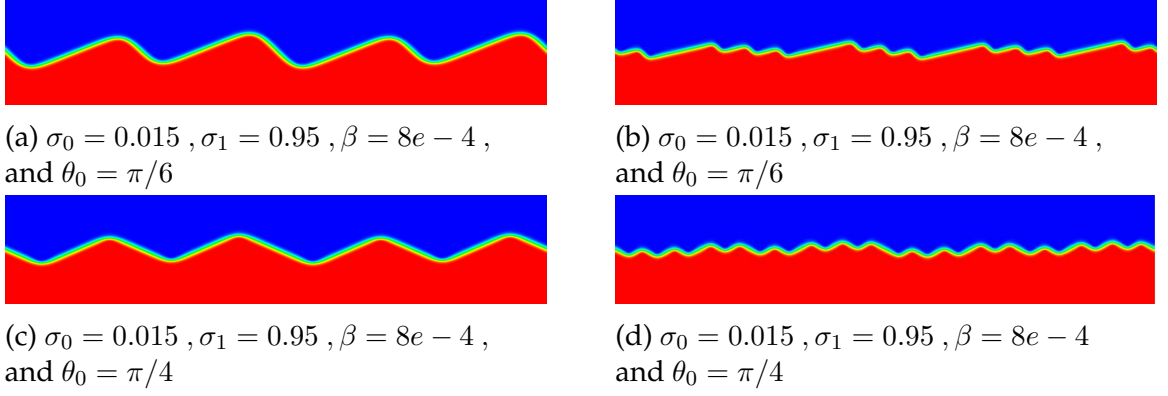 (a) σ₀ = 0.015 , σ₁ = 0.95 , β = 8e − 4 ,
and θ₀ = π/6
(b) σ₀ = 0.015 , σ₁ = 0.95 , β = 8e − 4 ,
and θ₀ = π/6
(c) σ₀ = 0.015 , σ₁ = 0.95 , β = 8e − 4 ,
and θ₀ = π/4
(d) σ₀ = 0.015 , σ₁ = 0.95 , β = 8e − 4
and θ₀ = π/4